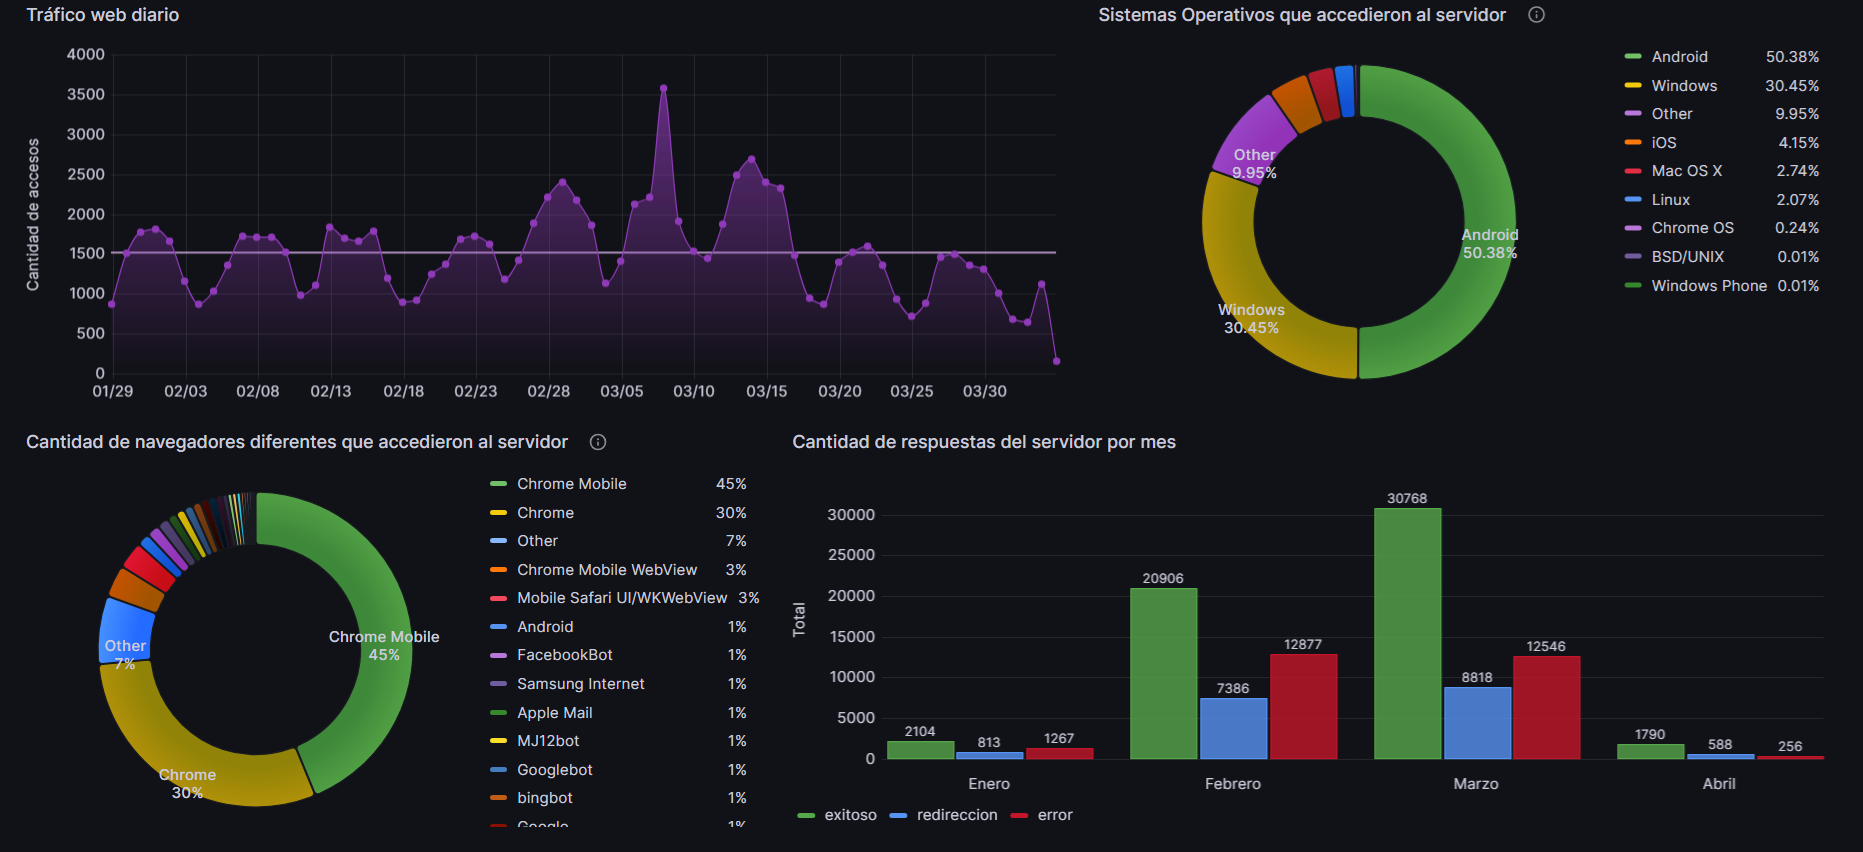 Tráfico web diario
Cantidad de accesos
4000
3500
3000
2500
2000
1500
1000
500
0
01/29 02/03 02/08 02/13 02/18 02/23 02/28 03/05 03/10 03/15 03/20 03/25 03/30
Sistemas Operativos que accedieron al servidor
Other
9.95%
Android
50.38%
Windows
30.45%
Android 50.38%
Windows 30.45%
Other 9.95%
iOS 4.15%
Mac OS X 2.74%
Linux 2.07%
Chrome OS 0.24%
BSD/UNIX 0.01%
Windows Phone 0.01%
Cantidad de navegadores diferentes que accedieron al servidor
Chrome Mobile
45%
Other
7%
Chrome
30%
Chrome Mobile 45%
Chrome 30%
Other 7%
Chrome Mobile WebView 3%
Mobile Safari UI/WKWebView 3%
Android 1%
FacebookBot 1%
Samsung Internet 1%
Apple Mail 1%
MJ12bot 1%
Googlebot 1%
bingbot 1%
Google 1%
Cantidad de respuestas del servidor por mes
Total
30000
25000
20000
15000
10000
5000
0
2104 813 1267
20906 7386 12877
30768 8818 12546
1790 588 256
Enero Febrero Marzo Abril
exitoso redireccion error